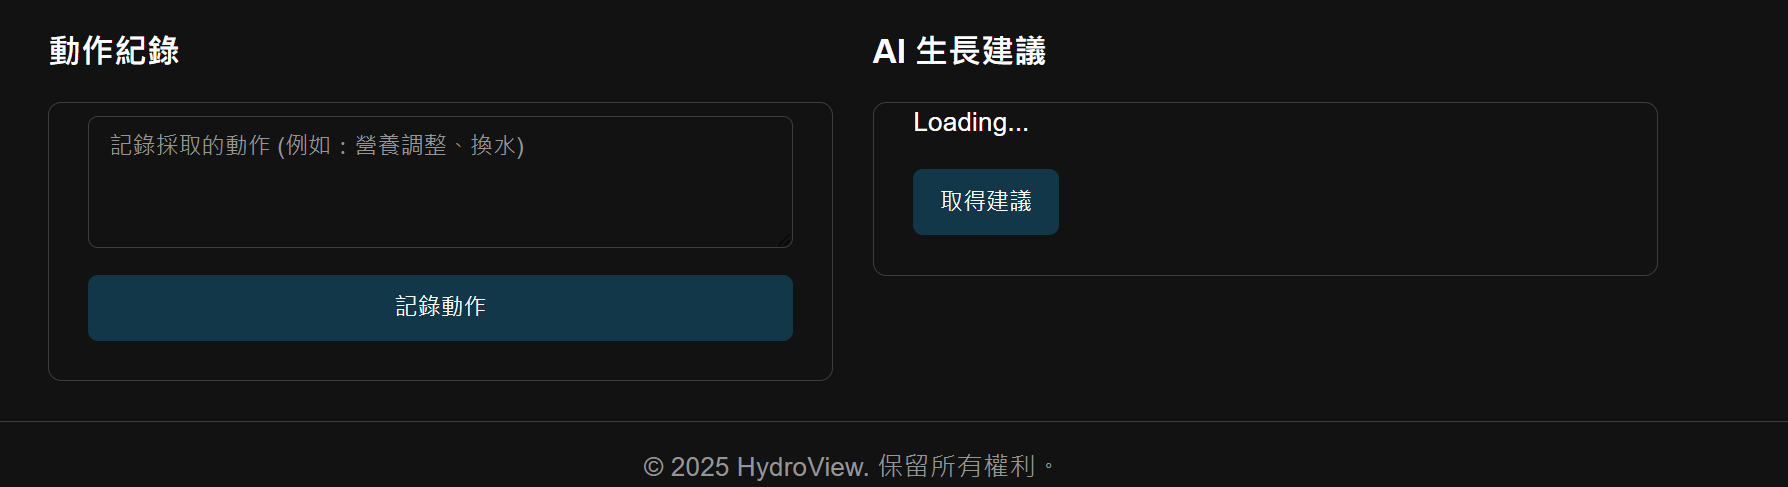 動作紀錄
記錄採取的動作 (例如：營養調整、換水)
記錄動作
AI 生長建議
Loading...
取得建議
© 2025 HydroView. 保留所有權利。